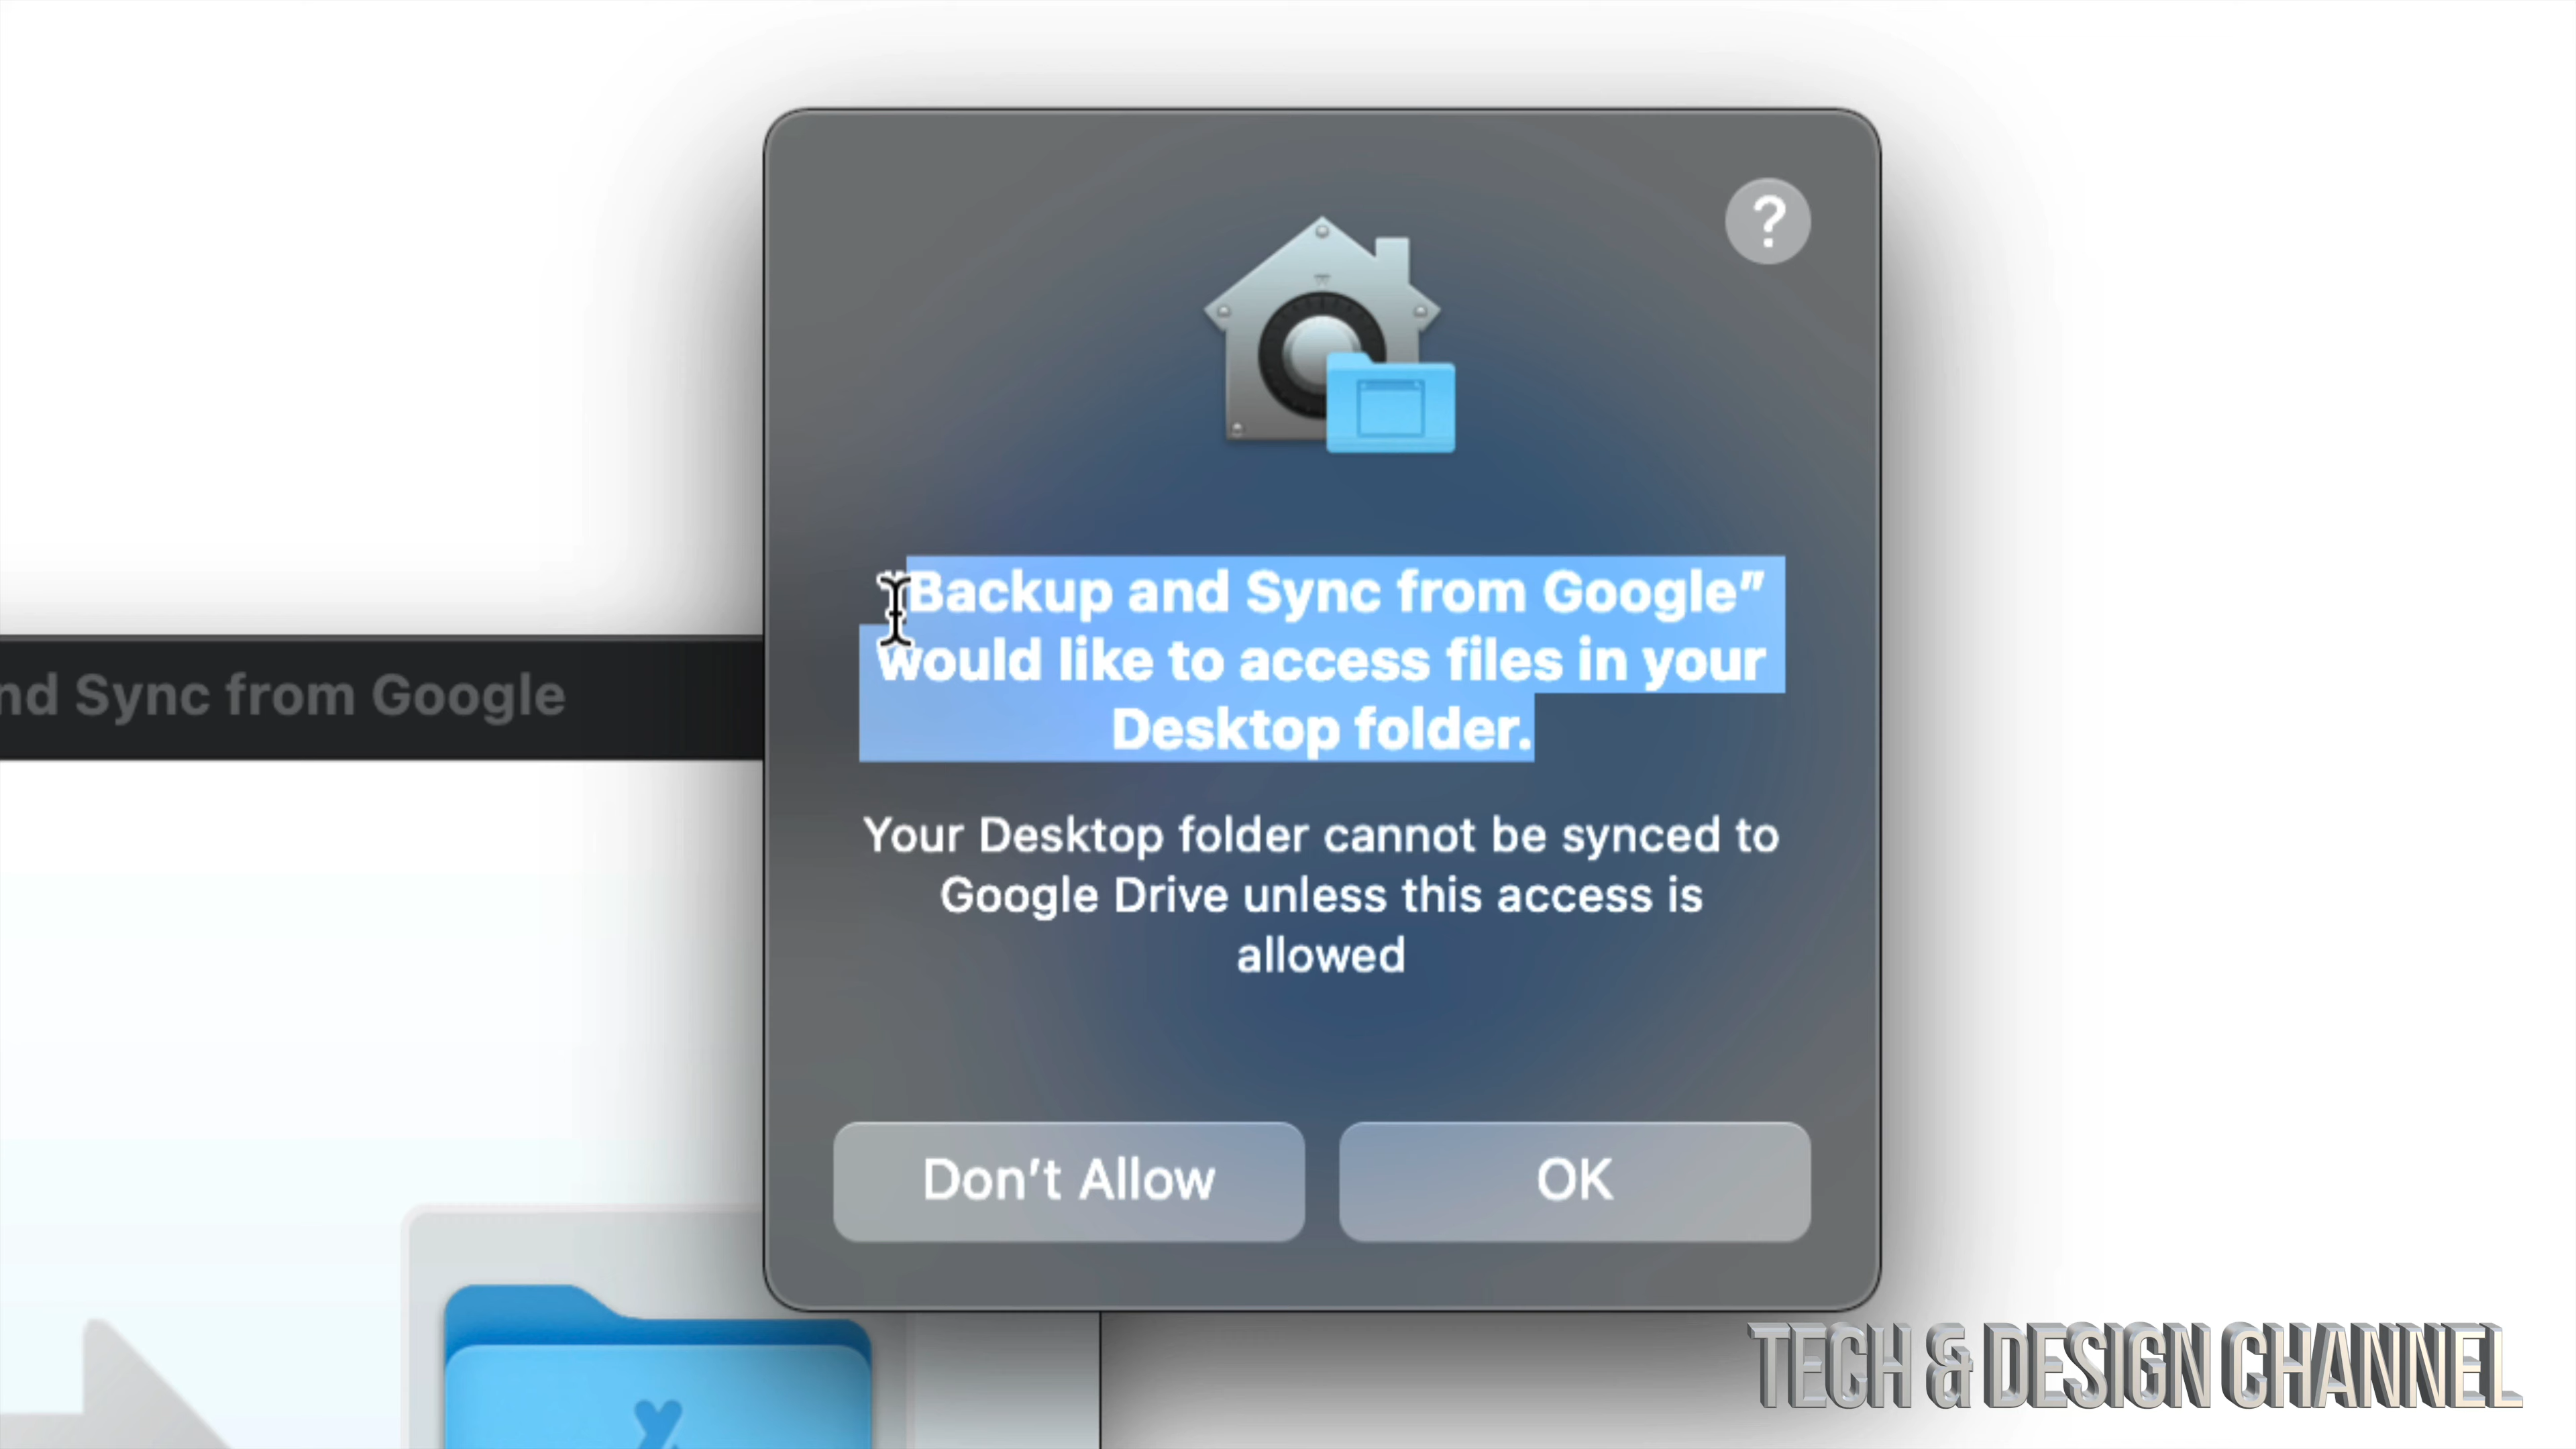 ?
“Backup and Sync from Google”
would like to access files in your
Desktop folder.
nd Sync from Google
Your Desktop folder cannot be synced to
Google Drive unless this access is
allowed
Don’t Allow
OK
TECH & DESIGN CHANNEL